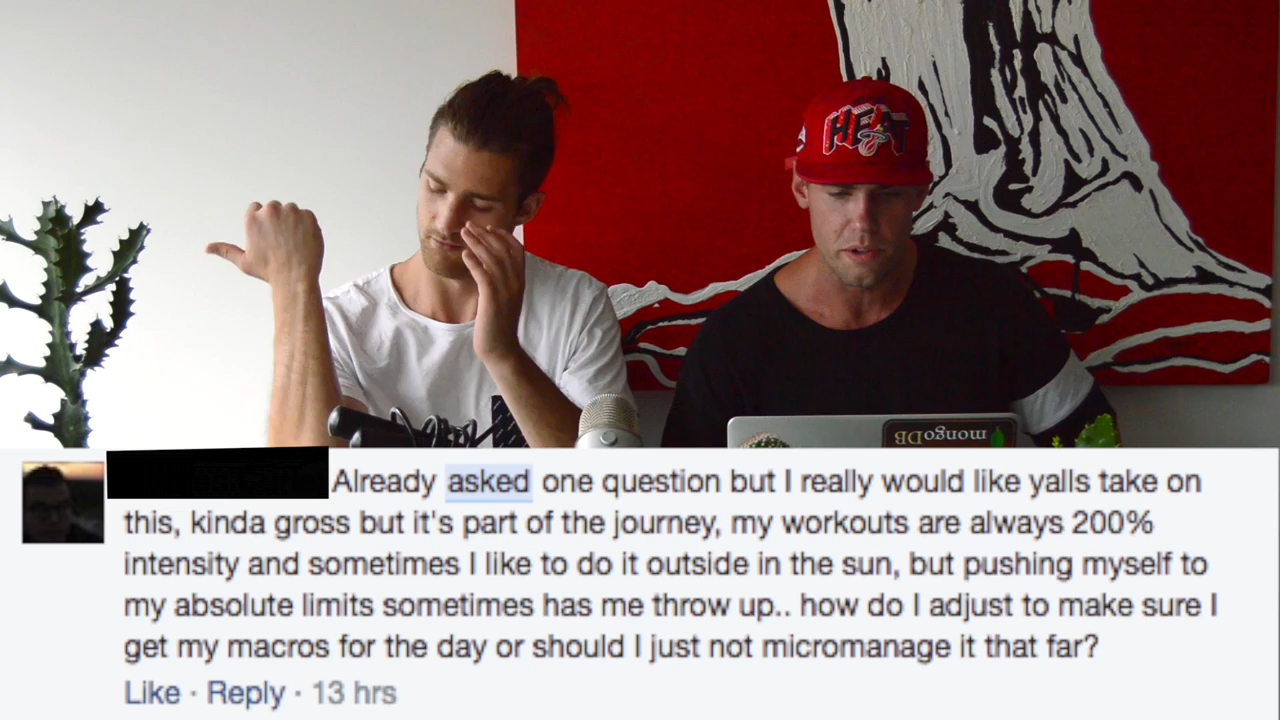 HEAT
mongoDB
Already asked one question but I really would like yalls take on
this, kinda gross but it's part of the journey, my workouts are always 200%
intensity and sometimes I like to do it outside in the sun, but pushing myself to
my absolute limits sometimes has me throw up.. how do I adjust to make sure I
get my macros for the day or should I just not micromanage it that far?
Like · Reply · 13 hrs